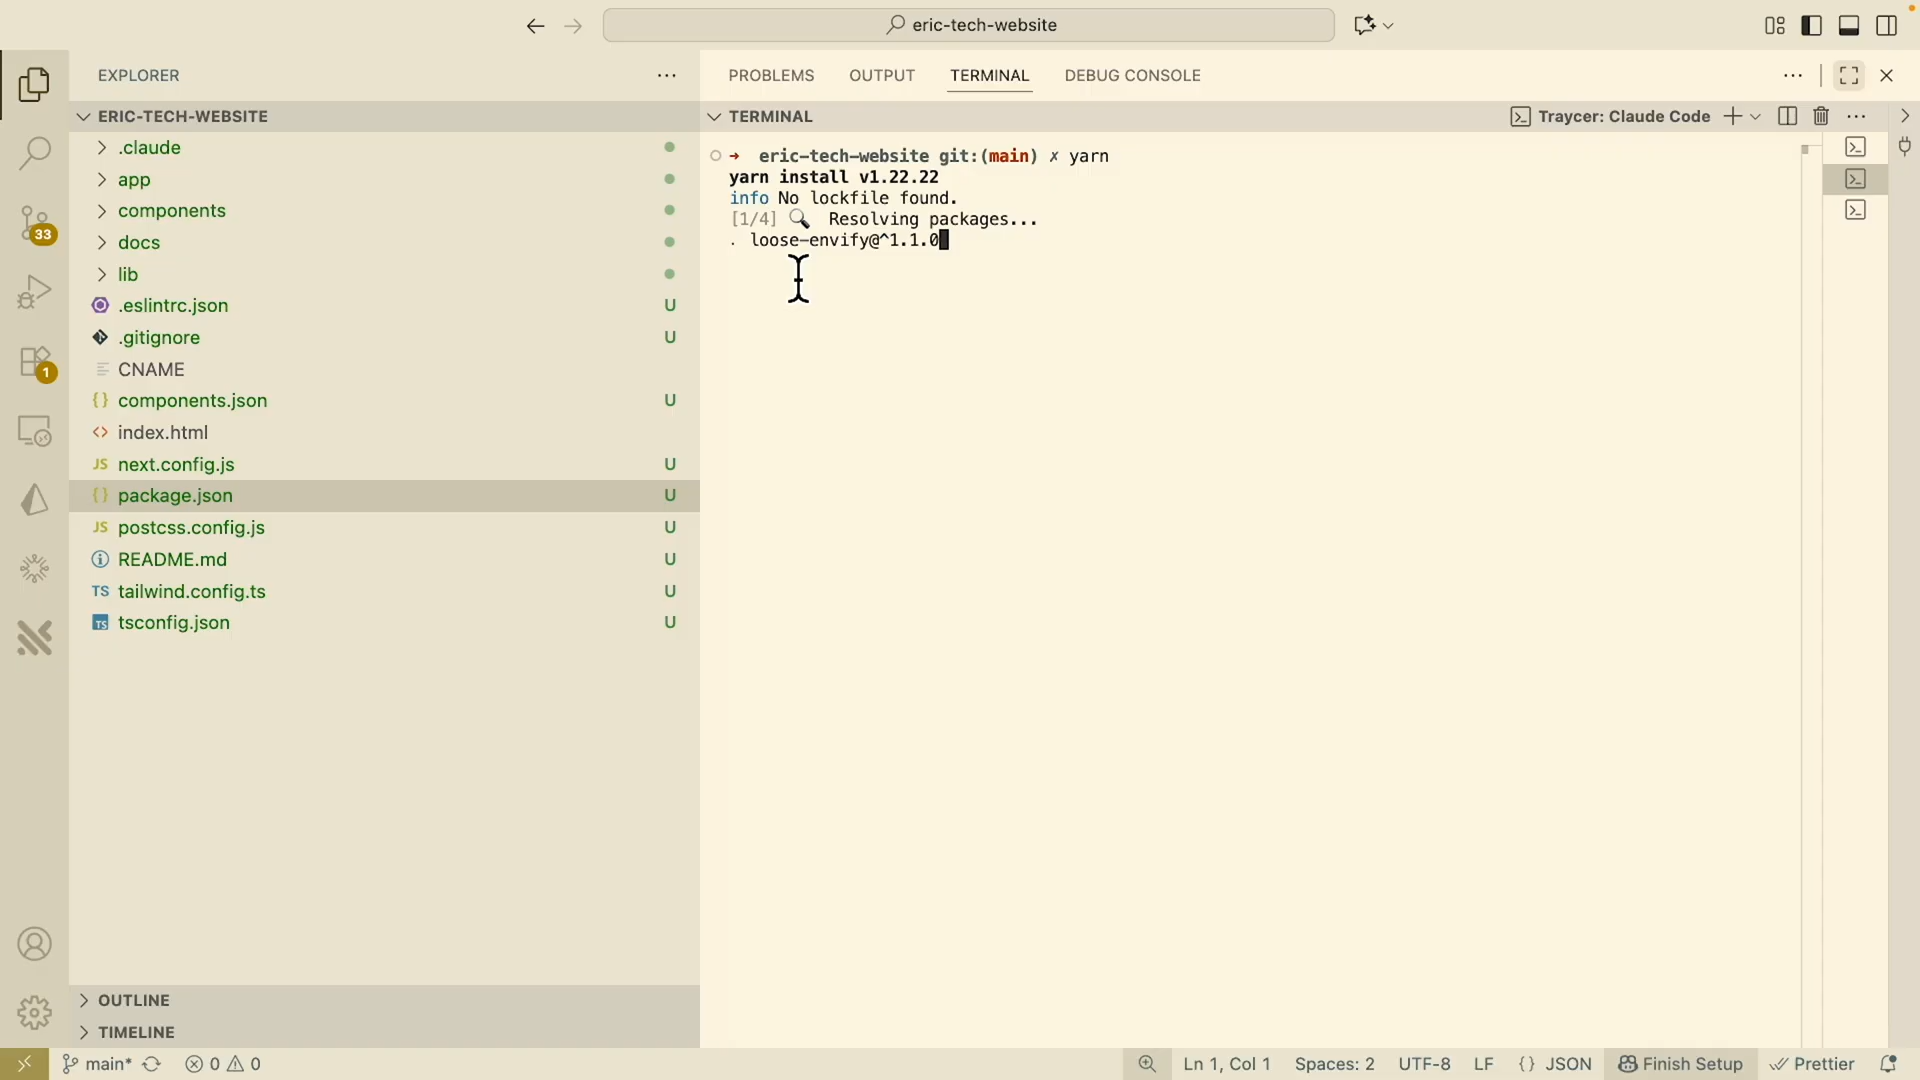 eric-tech-website
EXPLORER
ERIC-TECH-WEBSITE
.claude
app
components
docs
lib
.eslintrc.json U
.gitignore U
CNAME
components.json U
index.html
JS next.config.js U
package.json U
JS postcss.config.js U
README.md U
TS tailwind.config.ts U
TS tsconfig.json U
OUTLINE
TIMELINE
33
1
PROBLEMS OUTPUT TERMINAL DEBUG CONSOLE
TERMINAL
Traycer: Claude Code
➜ eric-tech-website git:(main) ✗ yarn
yarn install v1.22.22
info No lockfile found.
[1/4] 🔍 Resolving packages...
. loose-envify@^1.1.0
main* 0 0
Ln 1, Col 1 Spaces: 2 UTF-8 LF {} JSON Finish Setup Prettier